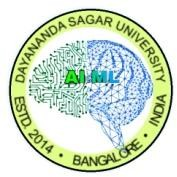 DAYANANDA SAGAR UNIVERSITY
AI ML
ESTD. 2014 • BANGALORE • INDIA